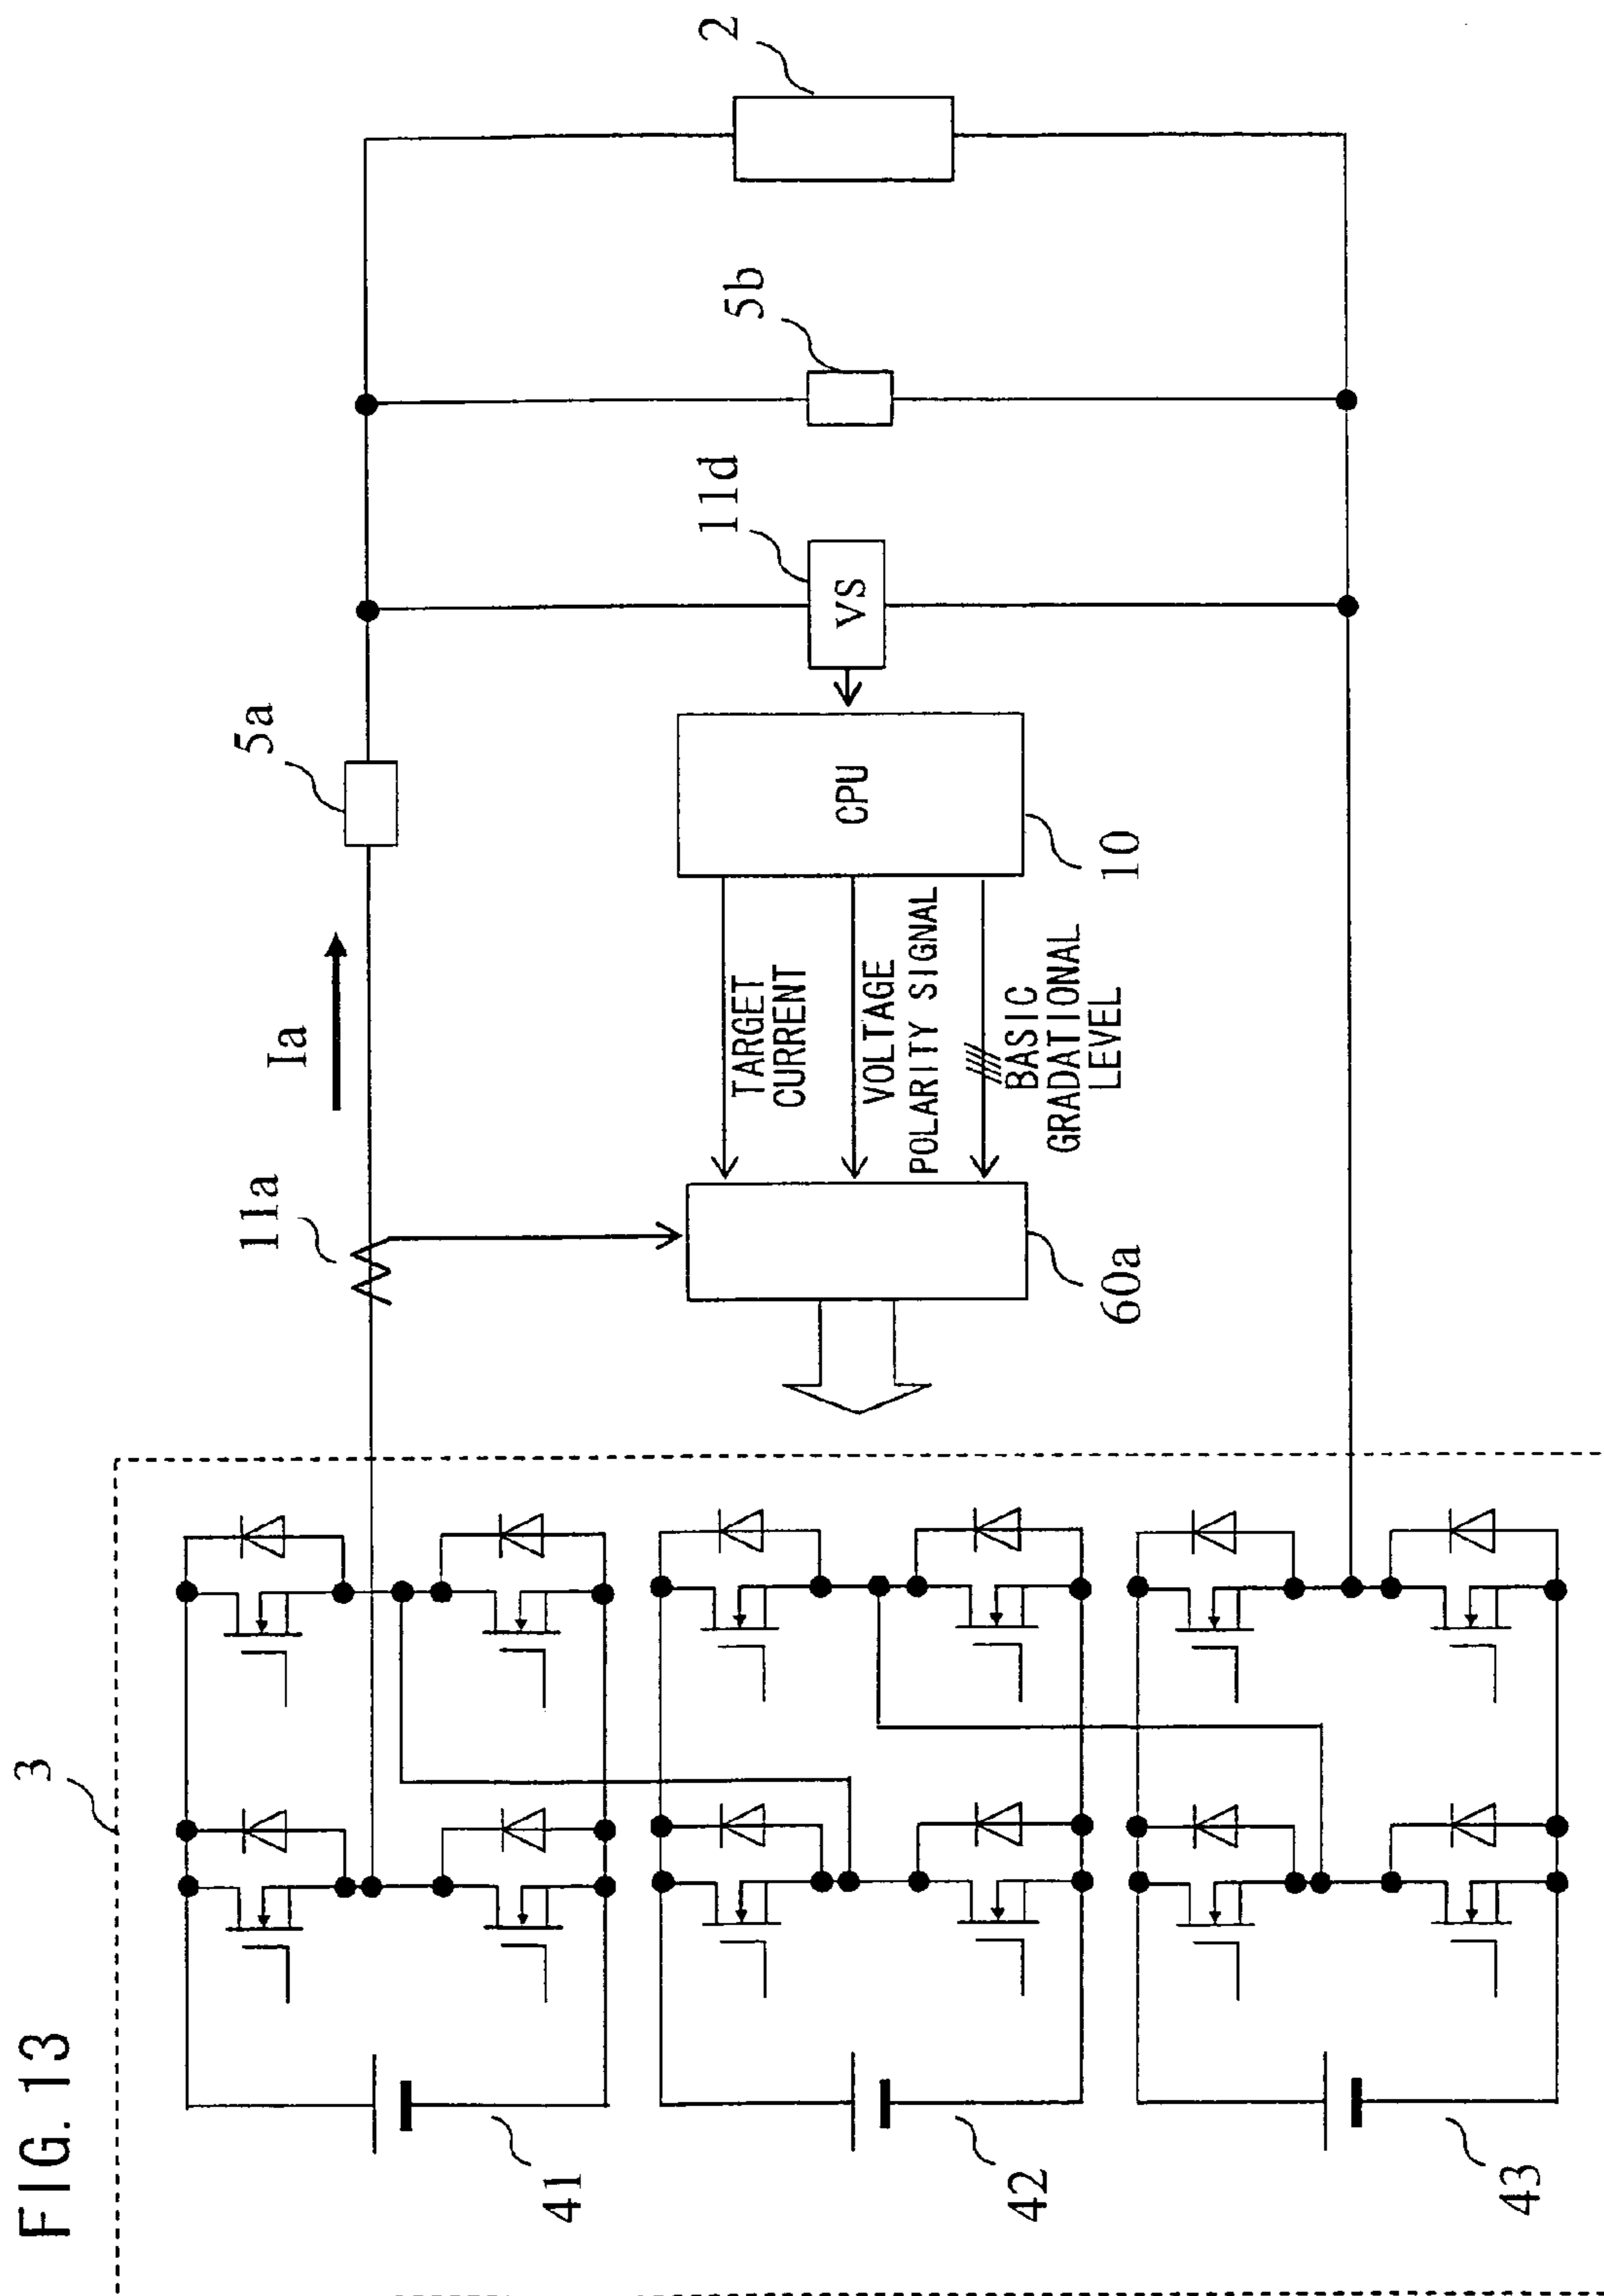 FIG. 13
3
41
42
43
11a
Ia
5a
11d
5b
2
VS
CPU
10
60a
TARGET
CURRENT
VOLTAGE
POLARITY SIGNAL
BASIC
GRADATIONAL
LEVEL